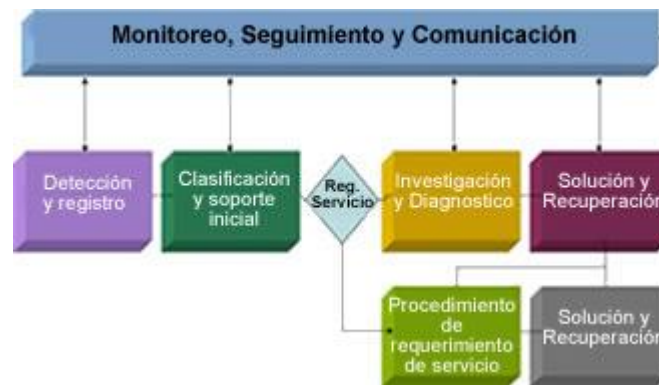 Monitoreo, Seguimiento y Comunicación
Detección
y registro
Clasificación
y soporte
inicial
Reg.
Servicio
Investigación
y Diagnostico
Solución y
Recuperación
Procedimiento
de
requerimiento
de servicio
Solución y
Recuperación